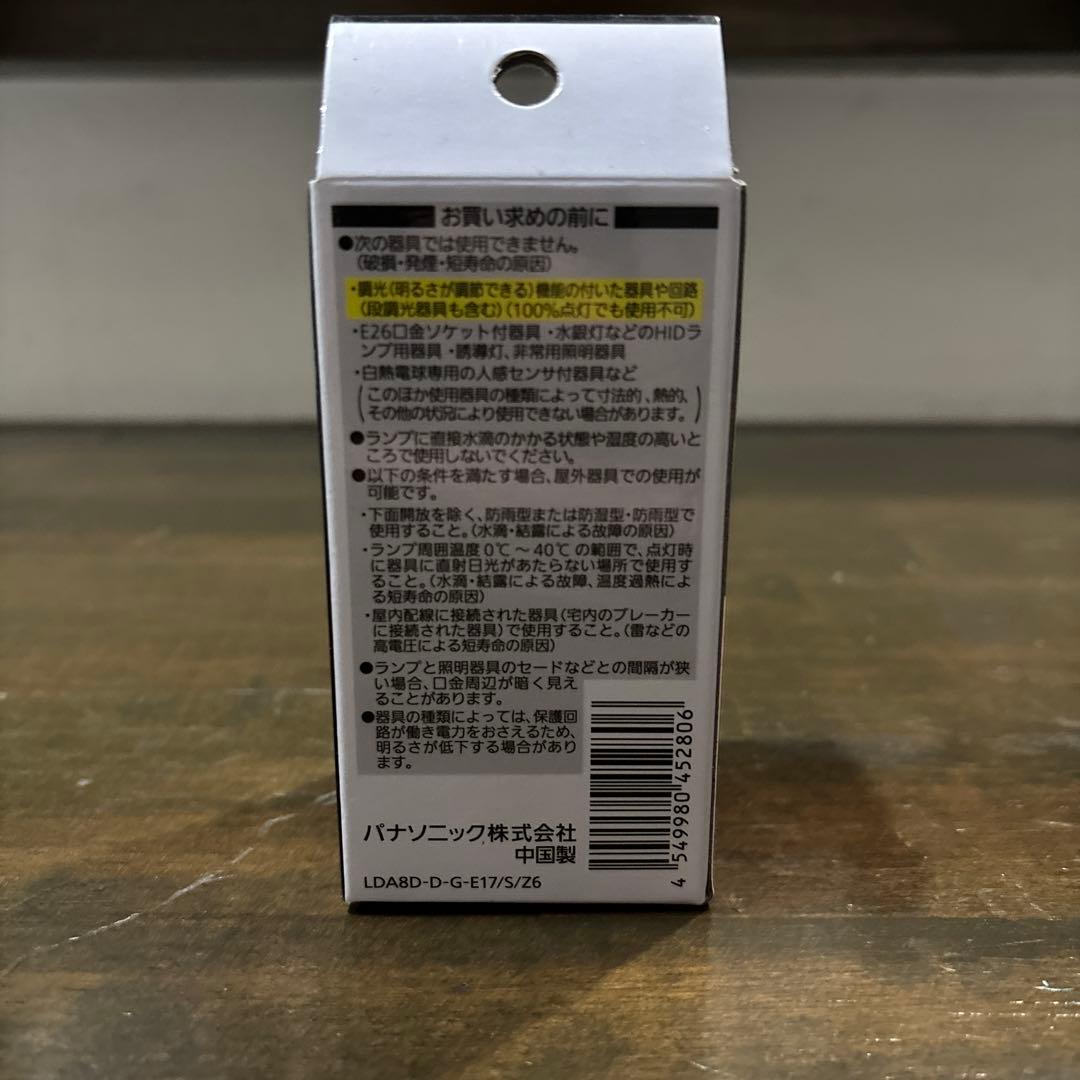 お買い求めの前に
●次の器具では使用できません。
(破損・発煙・短寿命の原因)
・調光(明るさが調節できる)機能の付いた器具や回路
(段調光器具も含む)(100%点灯でも使用不可)
・E26口金ソケット付器具 ・水銀灯などのHIDラ
ンプ用器具 ・誘導灯、非常用照明器具
・白熱電球専用の人感センサ付器具など
(このほか使用器具の種類によって寸法的、熱的、
その他の状況により使用できない場合があります。)
●ランプに直接水滴のかかる状態や湿度の高いと
ころで使用しないでください。
●以下の条件を満たす場合、屋外器具での使用が
可能です。
・下面開放を除く、防雨型または防湿型・防雨型で
使用すること。(水滴・結露による故障の原因)
・ランプ周囲温度0℃～40℃の範囲で、点灯時
に器具に直射日光があたらない場所で使用す
ること。(水滴・結露による故障、温度過熱によ
る短寿命の原因)
・屋内配線に接続された器具(宅内のブレーカー
に接続された器具)で使用すること。(雷などの
高電圧による短寿命の原因)
●ランプと照明器具のセードなどとの間隔が狭
い場合、口金周辺が暗く見え
ることがあります。
●器具の種類によっては、保護回
路が働き電力をおさえるため、
明るさが低下する場合があり
ます。
パナソニック株式会社
中国製
LDA8D-D-G-E17/S/Z6
4 549980 452806